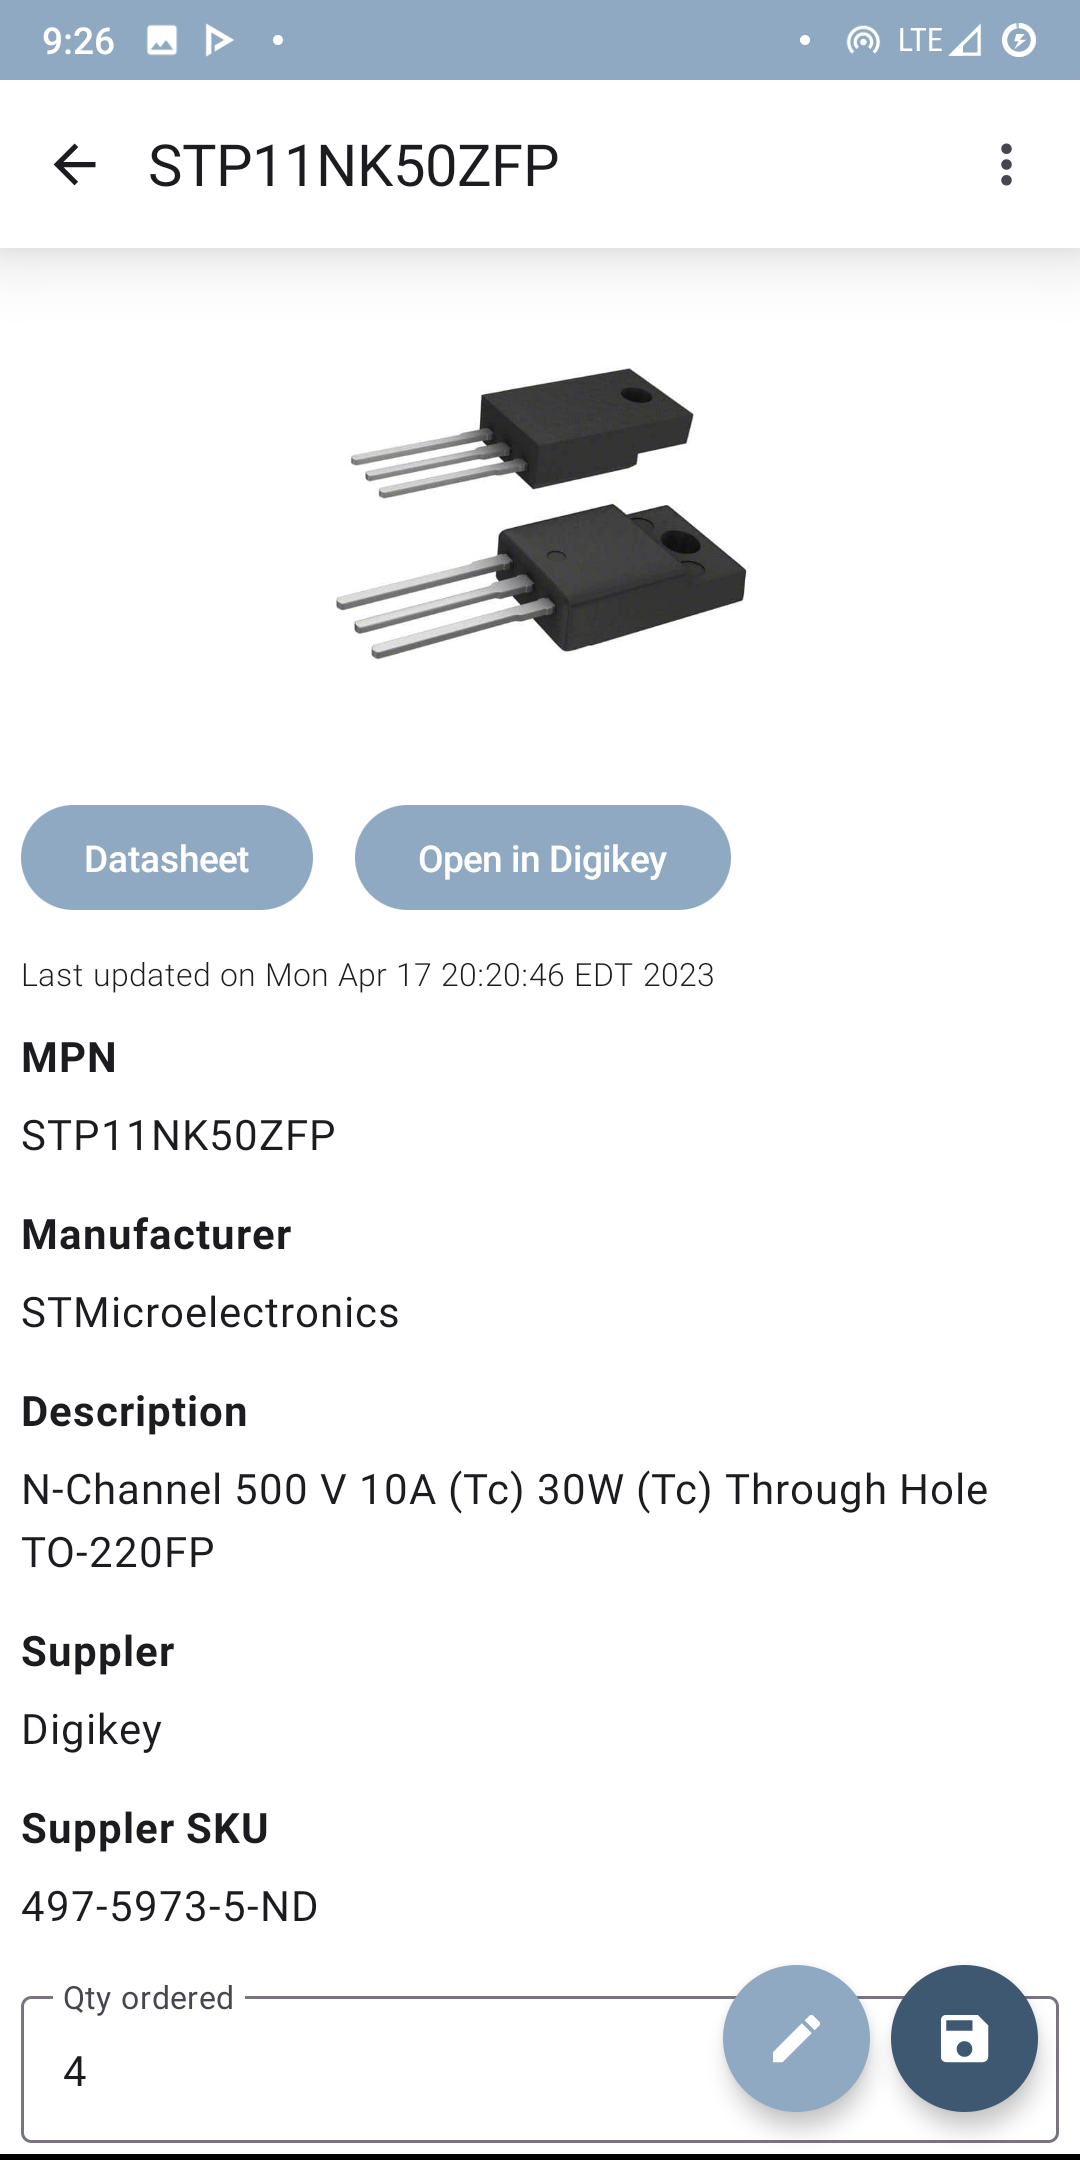 9:26 LTE
STP11NK50ZFP
Datasheet Open in Digikey
Last updated on Mon Apr 17 20:20:46 EDT 2023
MPN
STP11NK50ZFP
Manufacturer
STMicroelectronics
Description
N-Channel 500 V 10A (Tc) 30W (Tc) Through Hole
TO-220FP
Suppler
Digikey
Suppler SKU
497-5973-5-ND
Qty ordered
4